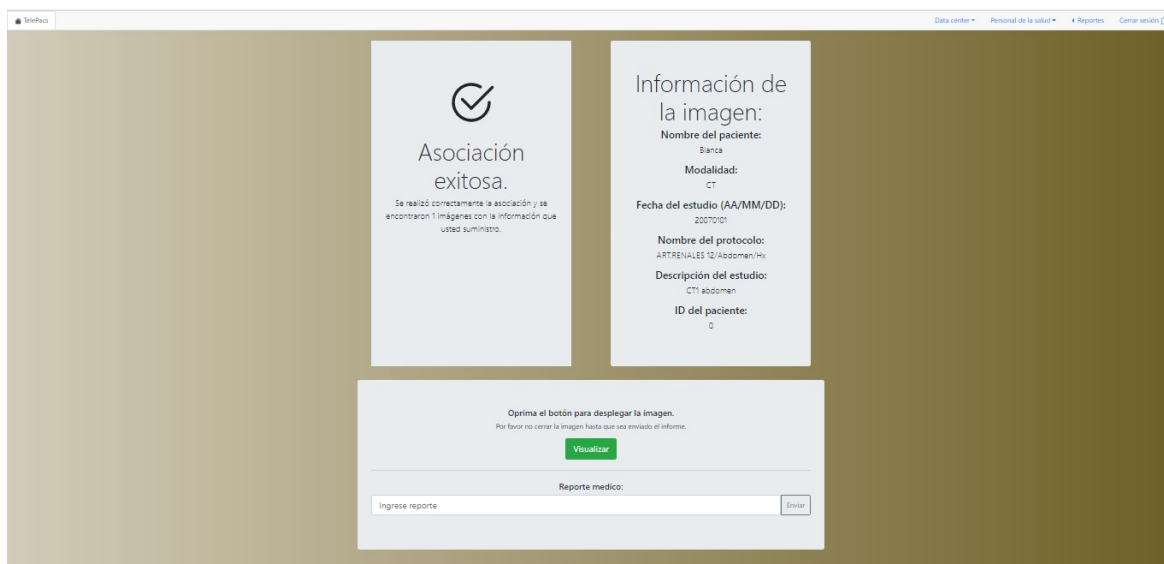 TelePacs
Data center
Personal de la salud
Reportes
Cerrar sesión
Asociación
exitosa.
Se realizó correctamente la asociación y se
encontraron 1 imágenes con la información que
usted suministro.
Información de
la imagen:
Nombre del paciente:
Blanca
Modalidad:
CT
Fecha del estudio (AA/MM/DD):
20070101
Nombre del protocolo:
ART.RENALES 12/Abdomen/Hx
Descripción del estudio:
CT1 abdomen
ID del paciente:
0
Oprima el botón para desplegar la imagen.
Por favor no cerrar la imagen hasta que sea enviado el informe.
Visualizar
Reporte medico:
Ingrese reporte
Enviar